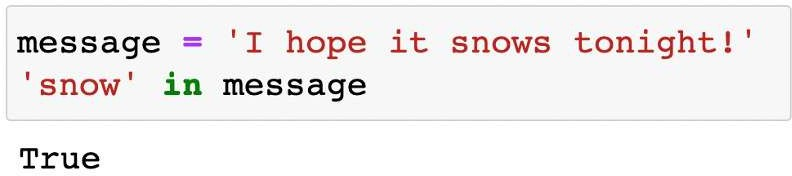 message = 'I hope it snows tonight!'
'snow' in message
True